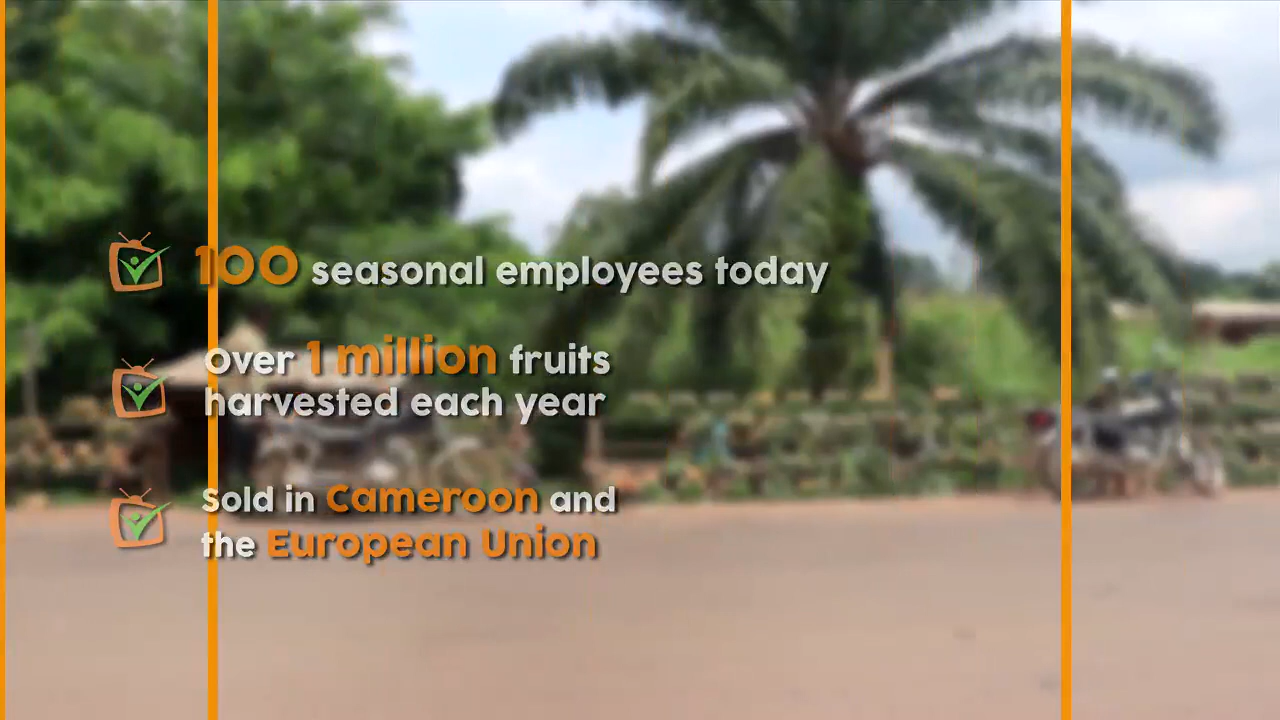 100 seasonal employees today
Over 1 million fruits
harvested each year
Sold in Cameroon and
the European Union